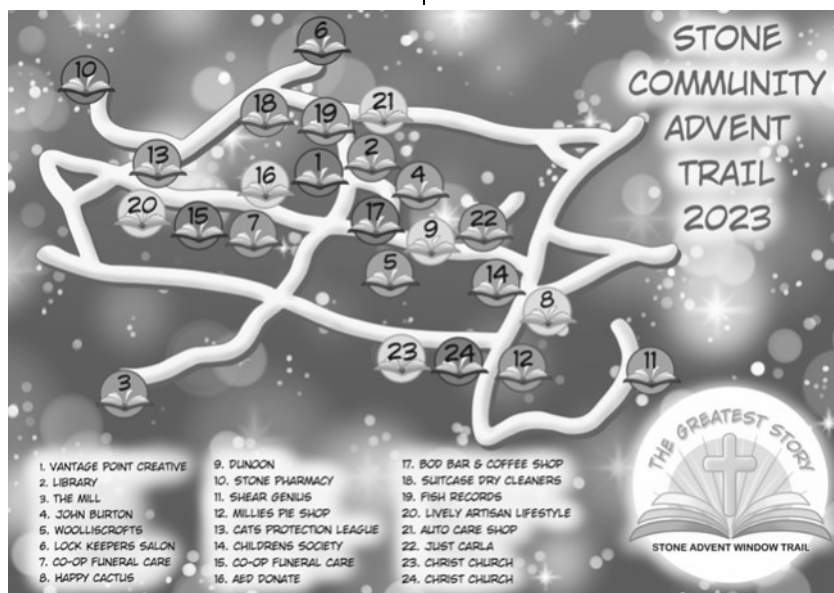 STONE
COMMUNITY
ADVENT
TRAIL
2023
6
10
18
19
21
13
16
1
2
4
20
15
7
17
9
22
5
14
8
3
23
24
12
11
1. VANTAGE POINT CREATIVE
2. LIBRARY
3. THE MILL
4. JOHN BURTON
5. WOOLLISCROFTS
6. LOCK KEEPERS SALON
7. CO-OP FUNERAL CARE
8. HAPPY CACTUS
9. DUNOON
10. STONE PHARMACY
11. SHEAR GENIUS
12. MILLIES PIE SHOP
13. CATS PROTECTION LEAGUE
14. CHILDRENS SOCIETY
15. CO-OP FUNERAL CARE
16. AED DONATE
17. BOD BAR & COFFEE SHOP
18. SUITCASE DRY CLEANERS
19. FISH RECORDS
20. LIVELY ARTISAN LIFESTYLE
21. AUTO CARE SHOP
22. JUST CARLA
23. CHRIST CHURCH
24. CHRIST CHURCH
THE GREATEST STORY
STONE ADVENT WINDOW TRAIL